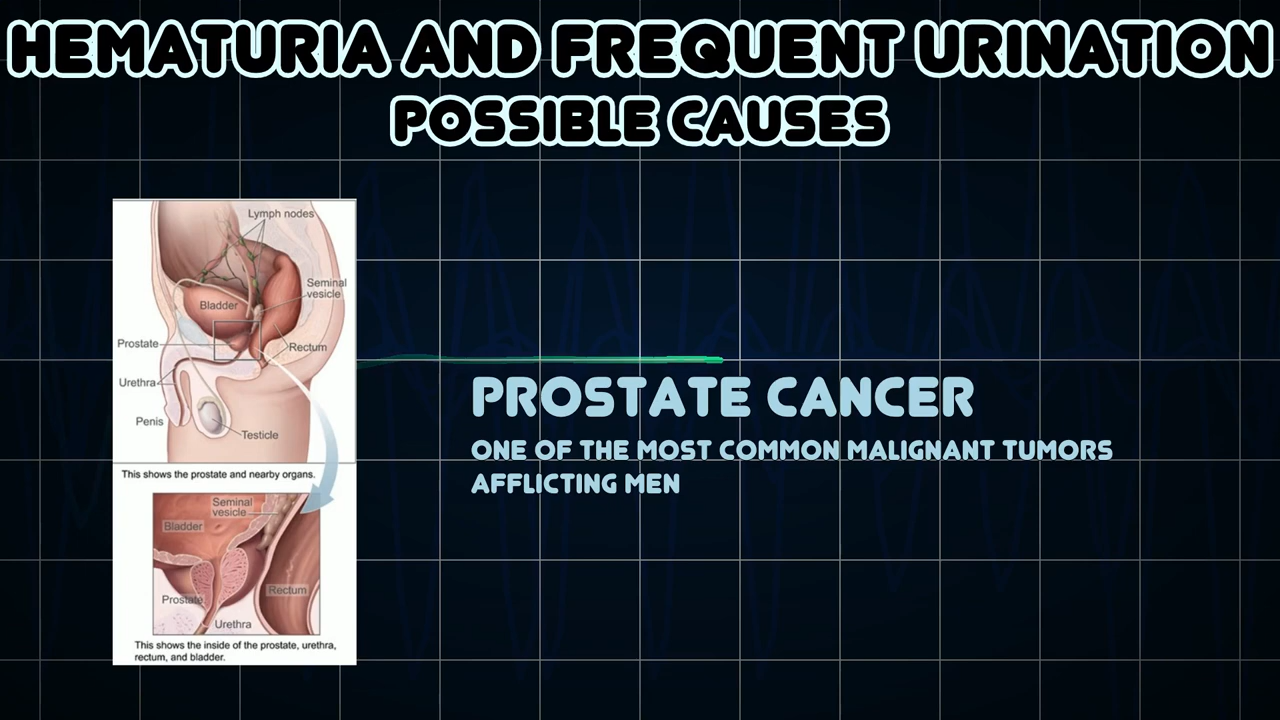 HEMATURIA AND FREQUENT URINATION
POSSIBLE CAUSES
Lymph nodes
Seminal
vesicle
Bladder
Prostate
Rectum
Urethra
Penis
Testicle
This shows the prostate and nearby organs.
Seminal
vesicle
Bladder
Prostate
Rectum
Urethra
This shows the inside of the prostate, urethra,
rectum, and bladder.
PROSTATE CANCER
ONE OF THE MOST COMMON MALIGNANT TUMORS
AFFLICTING MEN